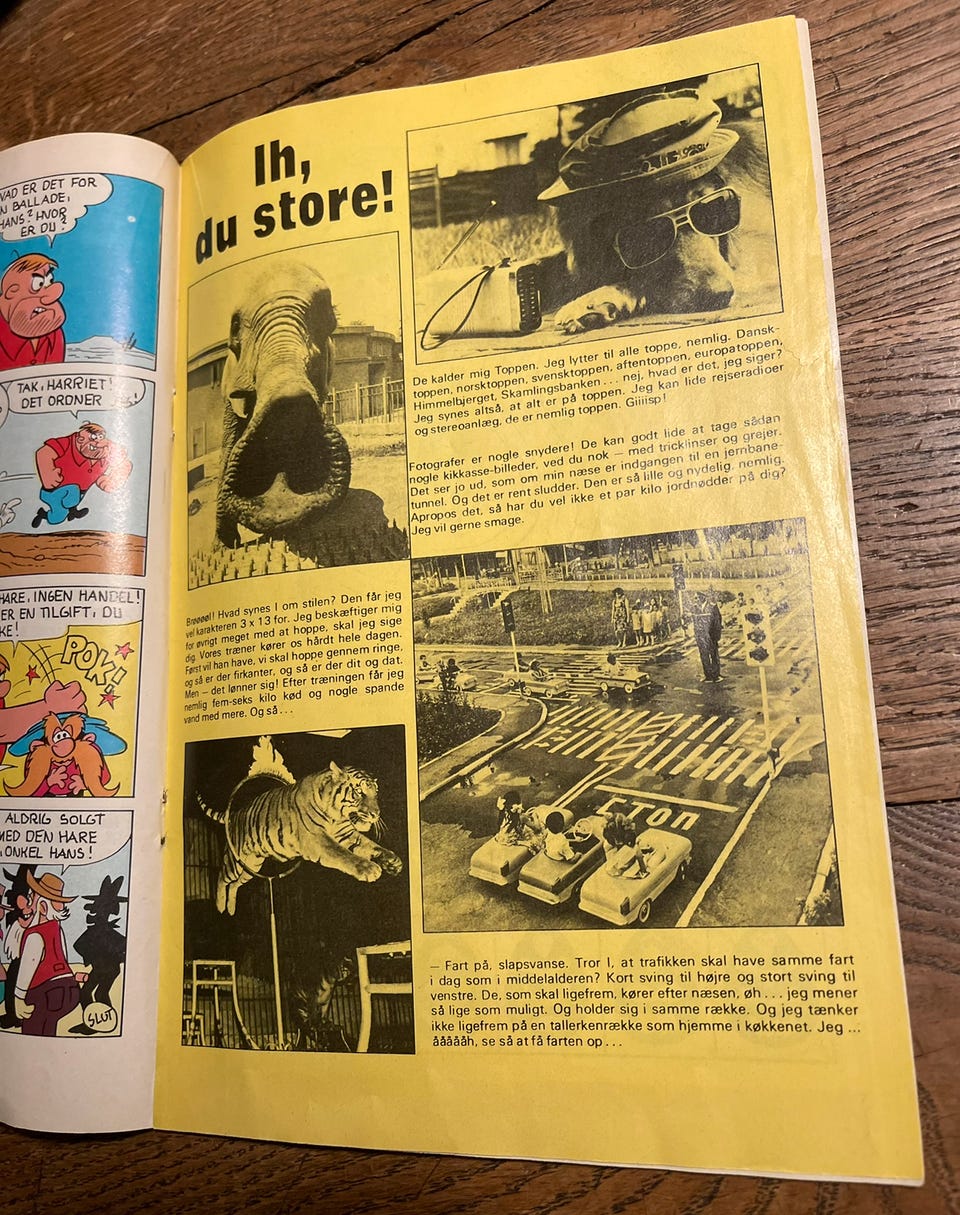 VAD ER DET FOR
N BALLADE,
HANS? HVOR
ER DU?
TAK, HARRIET!
DET ORDNER JEG!
HARE, INGEN HANDEL!
ER EN TILGIFT, DU
KE!
POK!
ALDRIG SOLGT
MED DEN HARE
ONKEL HANS!
SLUT
Ih,
du store!
De kalder mig Toppen. Jeg lytter til alle toppe, nemlig. Dansk-
toppen, norsktoppen, svensktoppen, aftentoppen, europatoppen,
Himmelbjerget, Skamlingsbanken... nej, hvad er det, jeg siger?
Jeg synes altså, at alt er på toppen. Jeg kan lide rejseradioer
og stereoanlæg, de er nemlig toppen. Giiiisp!
Fotografer er nogle snydere! De kan godt lide at tage sådan
nogle kikkasse-billeder, ved du nok – med tricklinser og grejer.
Det ser jo ud, som om min næse er indgangen til en jernbane-
tunnel. Og det er rent sludder. Den er så lille og nydelig, nemlig.
Apropos det, så har du vel ikke et par kilo jordnødder på dig?
Jeg vil gerne smage.
Brøøøøl! Hvad synes I om stilen? Den får jeg
vel karakteren 3 x 13 for. Jeg beskæftiger mig
for øvrigt meget med at hoppe, skal jeg sige
dig. Vores træner kører os hårdt hele dagen.
Først vil han have, vi skal hoppe gennem ringe,
og så er der firkanter, og så er der dit og dat.
Men – det lønner sig! Efter træningen får jeg
nemlig fem-seks kilo kød og nogle spande
vand med mere. Og så...
СТОП
– Fart på, slapsvanse. Tror I, at trafikken skal have samme fart
i dag som i middelalderen? Kort sving til højre og stort sving til
venstre. De, som skal ligefrem, kører efter næsen, øh... jeg mener
så lige som muligt. Og holder sig i samme række. Og jeg tænker
ikke ligefrem på en tallerkenrække som hjemme i køkkenet. Jeg ...
åååååh, se så at få farten op...